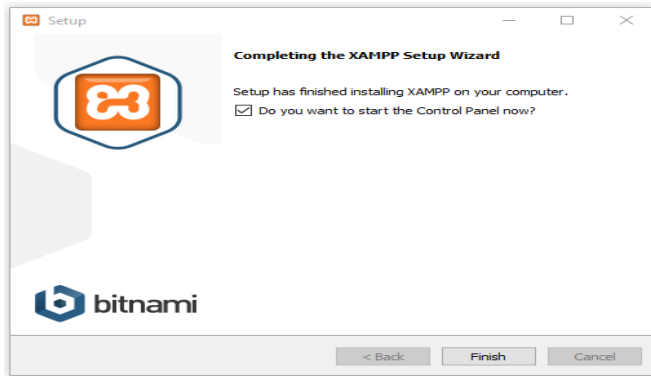 Setup
Completing the XAMPP Setup Wizard
Setup has finished installing XAMPP on your computer.
Do you want to start the Control Panel now?
bitnami
< Back
Finish
Cancel